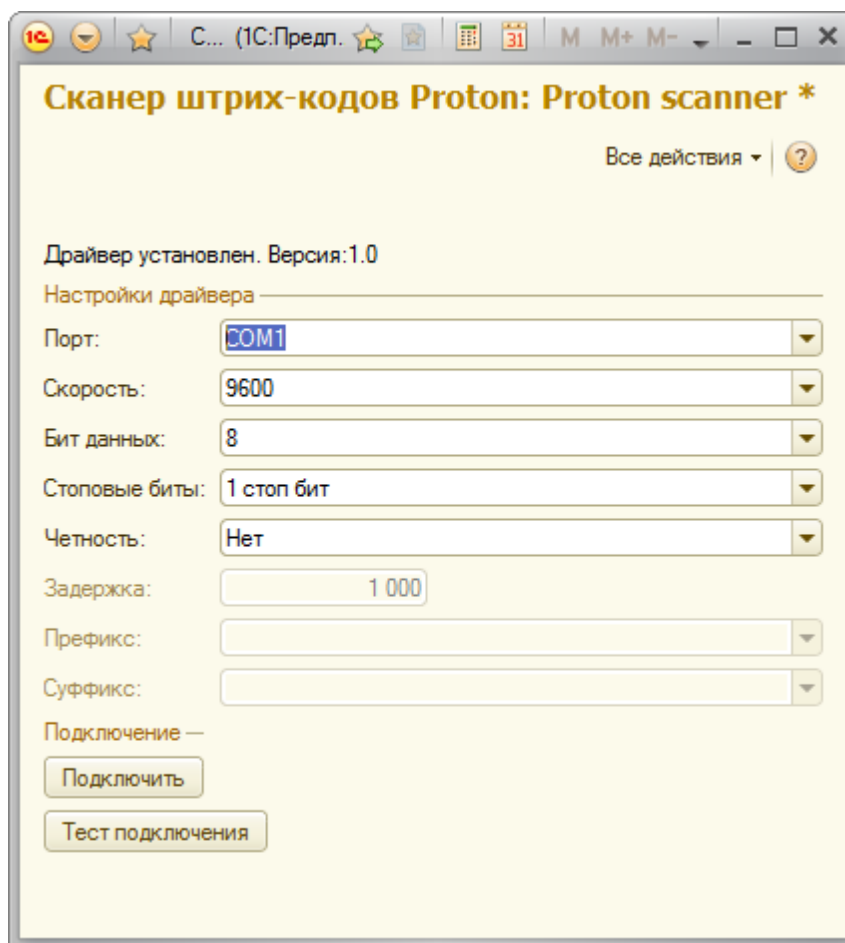 1С С... (1С:Предп. 31 M M+ M-
Сканер штрих-кодов Proton: Proton scanner *
Все действия ?
Драйвер установлен. Версия:1.0
Настройки драйвера
Порт: COM1
Скорость: 9600
Бит данных: 8
Стоповые биты: 1 стоп бит
Четность: Нет
Задержка: 1 000
Префикс:
Суффикс:
Подключение
Подключить
Тест подключения